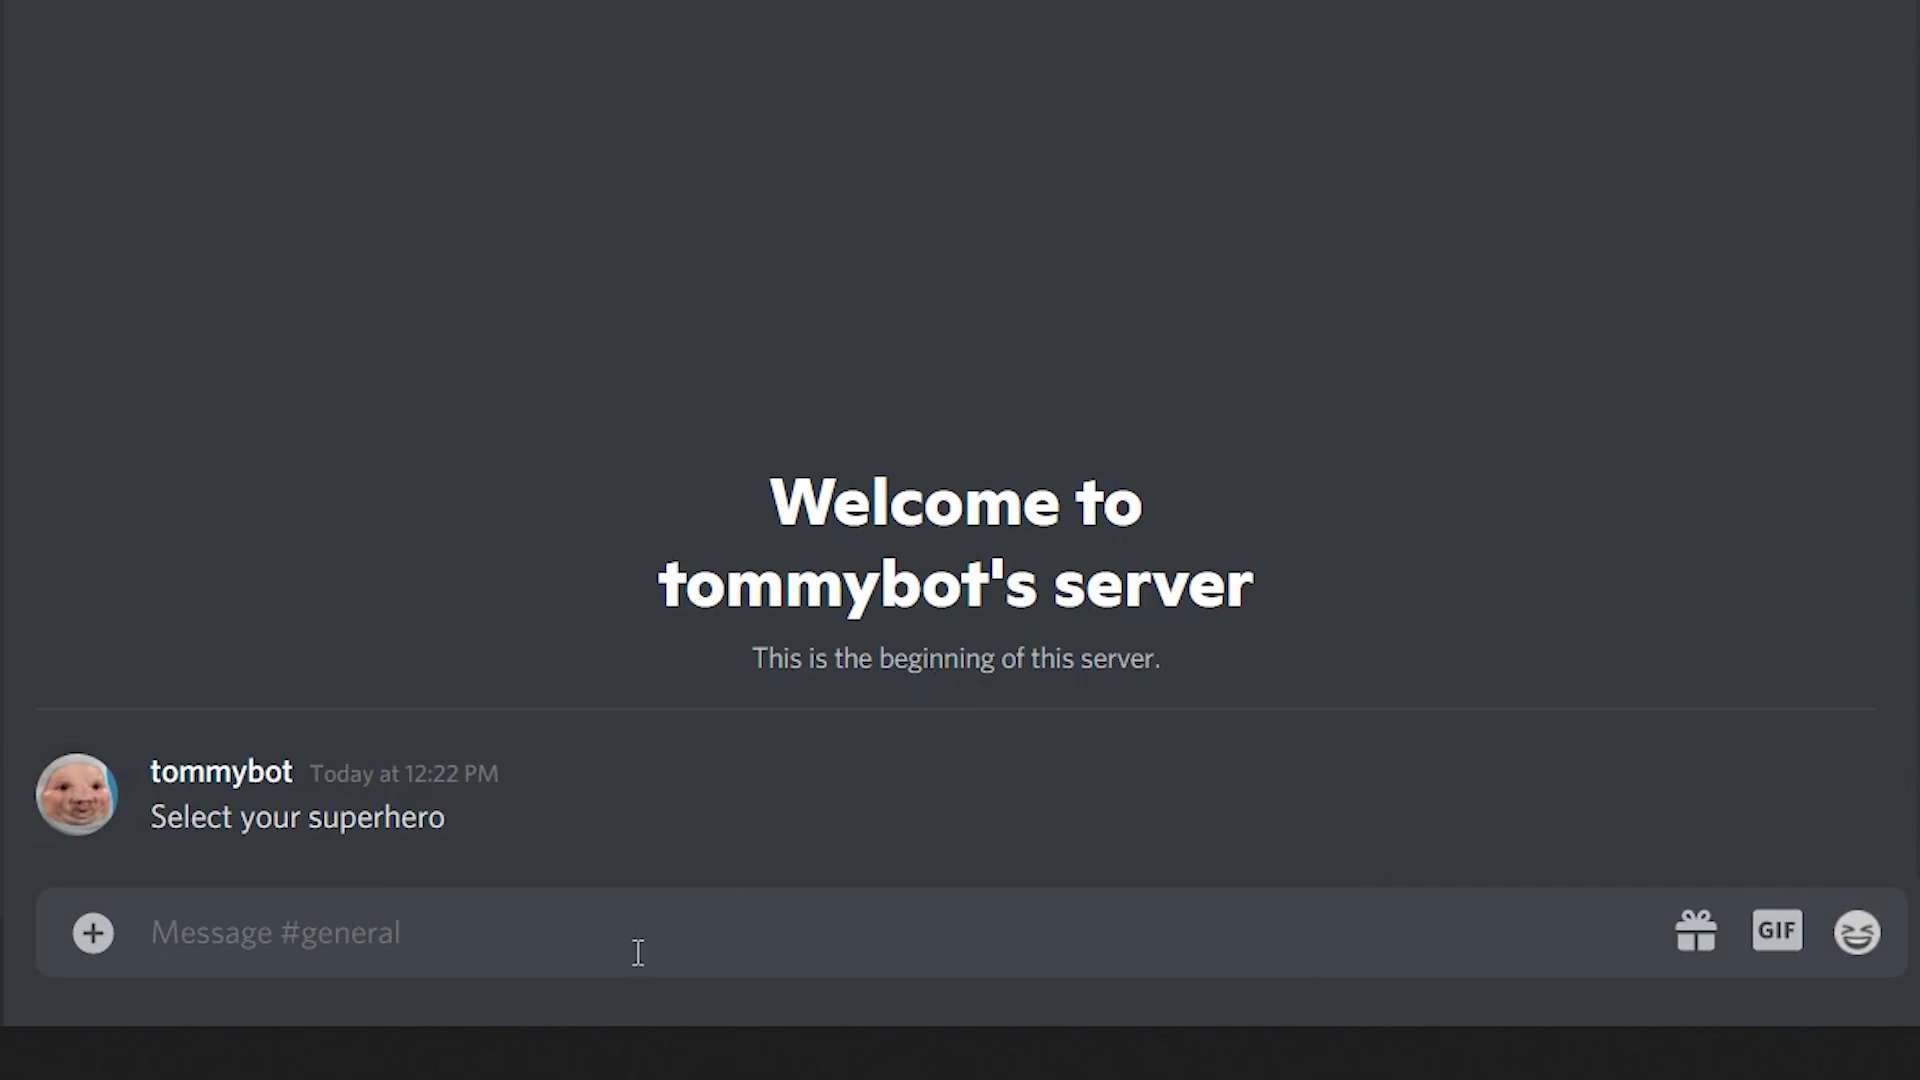 Welcome to
tommybot's server
This is the beginning of this server.
tommybot Today at 12:22 PM
Select your superhero
Message #general
GIF